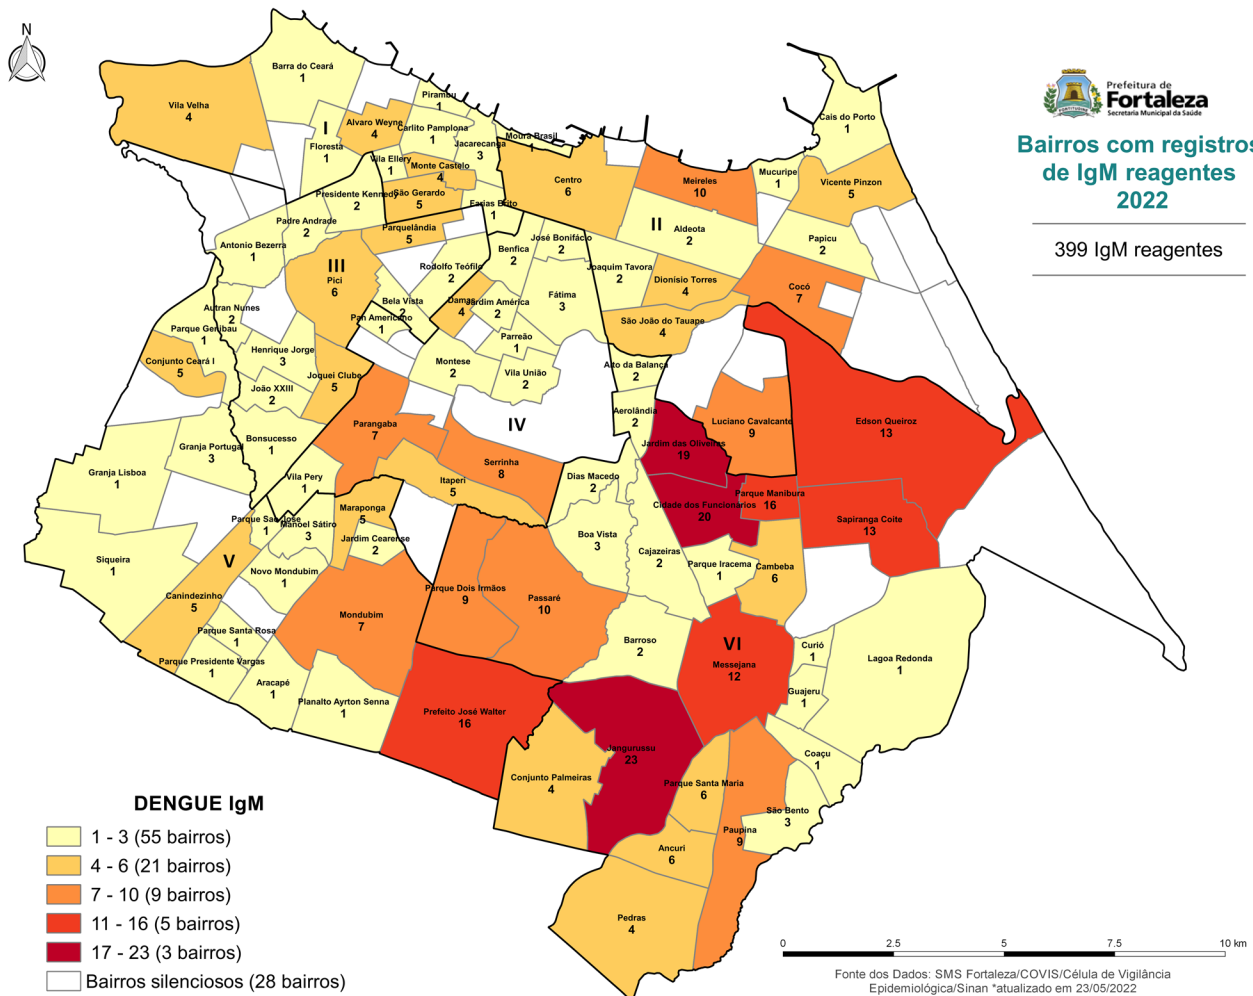 N
Prefeitura de
Fortaleza
Secretaria Municipal da Saúde
Bairros com registros
de IgM reagentes
2022
399 IgM reagentes
Barra do Ceará
1
Vila Velha
4
I
Floresta
1
Alvaro Weyne
4
Pirambu
1
Carlito Pamplona
1
Jacarecanga
3
Moura Brasil
1
Vila Ellery
1
Monte Castelo
4
Presidente Kennedy
2
São Gerardo
5
Farias Brito
1
Centro
6
Meireles
10
Mucuripe
1
Cais do Porto
1
Vicente Pinzon
5
II
Aldeota
2
Papicu
2
Padre Andrade
2
Parquelândia
5
Antonio Bezerra
1
III
Pici
6
Rodolfo Teófilo
2
Benfica
2
José Bonifácio
2
Joaquim Tavora
2
Dionísio Torres
4
Cocó
7
Autran Nunes
2
Bela Vista
2
Damas
4
Jardim América
2
Fátima
3
Pan Americano
1
São João do Tauape
4
Parque Genibau
1
Henrique Jorge
3
Parreão
1
Conjunto Ceará I
5
Joquei Clube
5
Montese
2
Vila União
2
Alto da Balança
2
João XXIII
2
Aerolândia
2
Parangaba
7
IV
Luciano Cavalcante
9
Edson Queiroz
13
Granja Portugal
3
Bonsucesso
1
Jardim das Oliveiras
19
Granja Lisboa
1
Vila Pery
1
Itaperi
5
Serrinha
8
Dias Macedo
2
Parque Manibura
16
Cidade dos Funcionários
20
Maraponga
5
Parque Sao Jose
1
Manoel Sátiro
3
Sapiranga Coite
13
Jardim Cearense
2
Boa Vista
3
Cajazeiras
2
Parque Iracema
1
Cambeba
6
Siqueira
1
V
Novo Mondubim
1
Canindezinho
5
Parque Dois Irmãos
9
Passaré
10
Mondubim
7
Parque Santa Rosa
1
Barroso
2
VI
Messejana
12
Curió
1
Lagoa Redonda
1
Parque Presidente Vargas
1
Aracapé
1
Guajeru
1
Planalto Ayrton Senna
1
Prefeito José Walter
16
Jangurussu
23
Coaçu
1
Conjunto Palmeiras
4
Parque Santa Maria
6
São Bento
3
Paupina
9
Ancuri
6
Pedras
4
DENGUE IgM
1 - 3 (55 bairros)
4 - 6 (21 bairros)
7 - 10 (9 bairros)
11 - 16 (5 bairros)
17 - 23 (3 bairros)
Bairros silenciosos (28 bairros)
0 2.5 5 7.5 10 km
Fonte dos Dados: SMS Fortaleza/COVIS/Célula de Vigilância
Epidemiológica/Sinan *atualizado em 23/05/2022